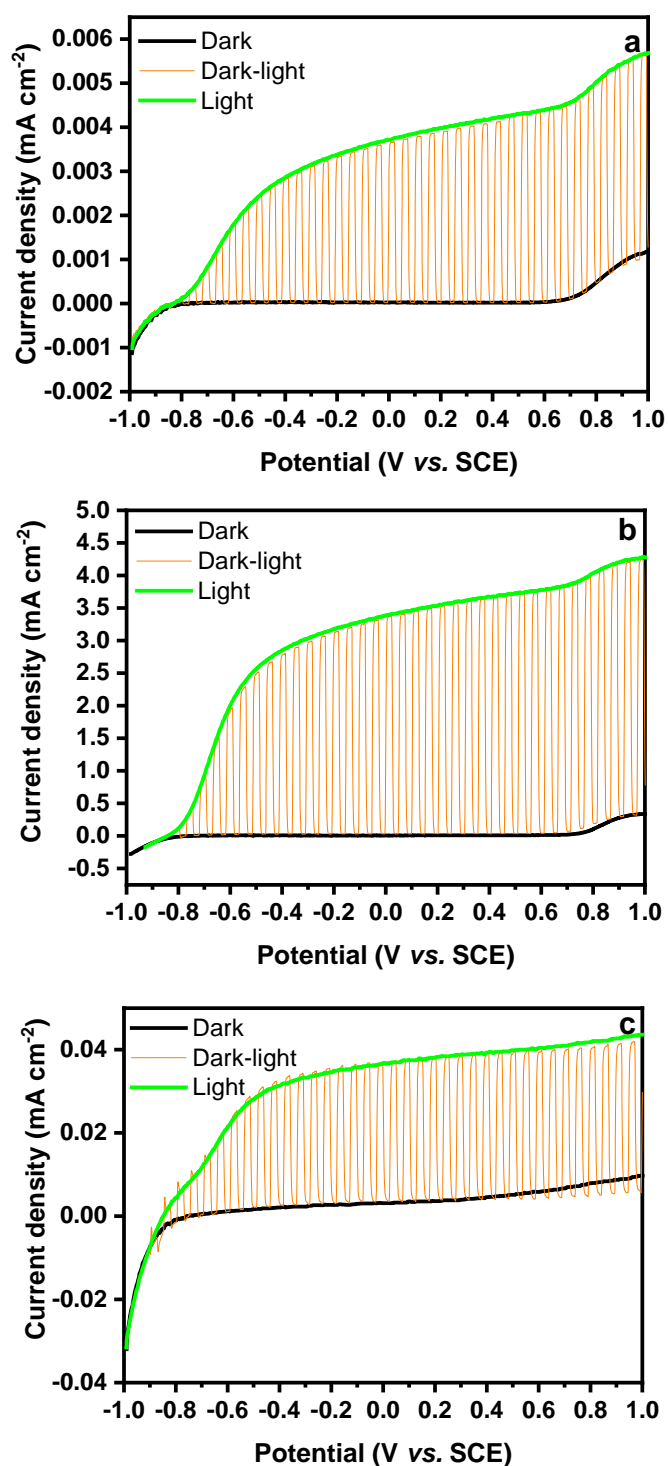 a
Dark
Dark-light
Light
0.006
0.005
0.004
0.003
0.002
0.001
0.000
-0.001
-0.002
Current density (mA cm-2)
-1.0 -0.8 -0.6 -0.4 -0.2 0.0 0.2 0.4 0.6 0.8 1.0
Potential (V vs. SCE)
b
Dark
Dark-light
Light
5.0
4.5
4.0
3.5
3.0
2.5
2.0
1.5
1.0
0.5
0.0
-0.5
Current density (mA cm-2)
-1.0 -0.8 -0.6 -0.4 -0.2 0.0 0.2 0.4 0.6 0.8 1.0
Potential (V vs. SCE)
c
Dark
Dark-light
Light
0.04
0.02
0.00
-0.02
-0.04
Current density (mA cm-2)
-1.0 -0.8 -0.6 -0.4 -0.2 0.0 0.2 0.4 0.6 0.8 1.0
Potential (V vs. SCE)